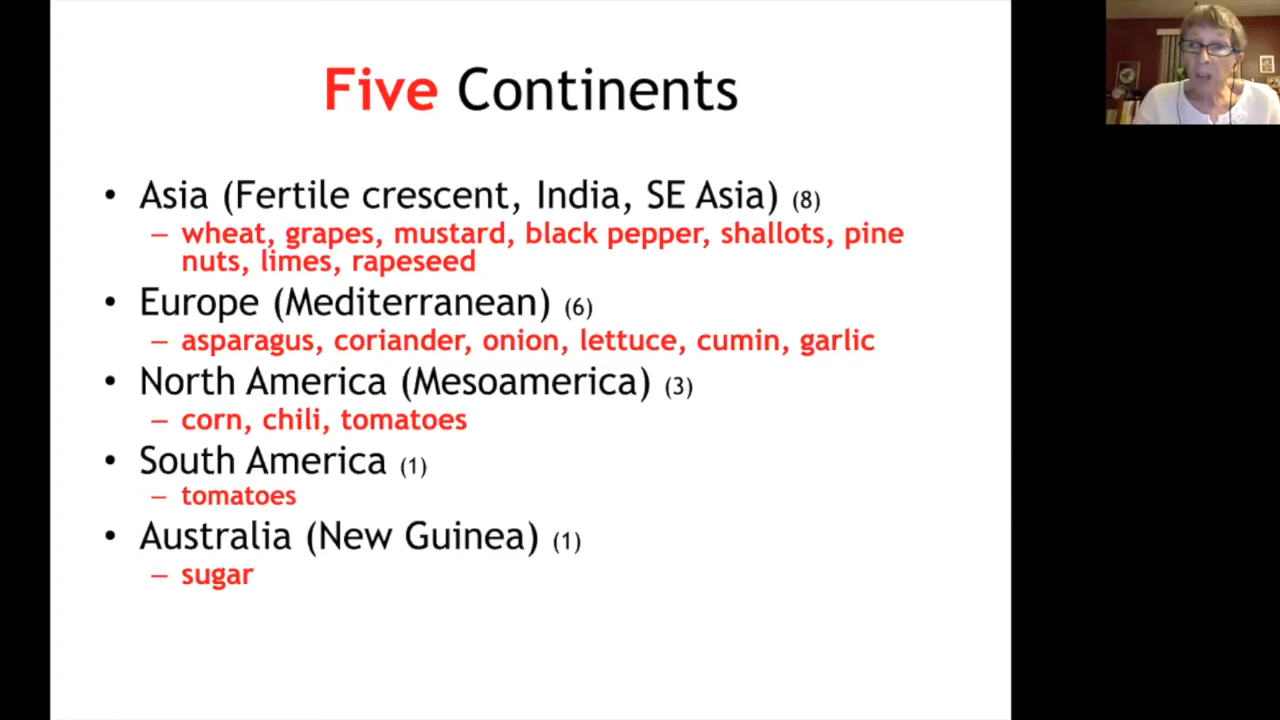 Five Continents
• Asia (Fertile crescent, India, SE Asia) (8)
– wheat, grapes, mustard, black pepper, shallots, pine
nuts, limes, rapeseed
• Europe (Mediterranean) (6)
– asparagus, coriander, onion, lettuce, cumin, garlic
• North America (Mesoamerica) (3)
– corn, chili, tomatoes
• South America (1)
– tomatoes
• Australia (New Guinea) (1)
– sugar